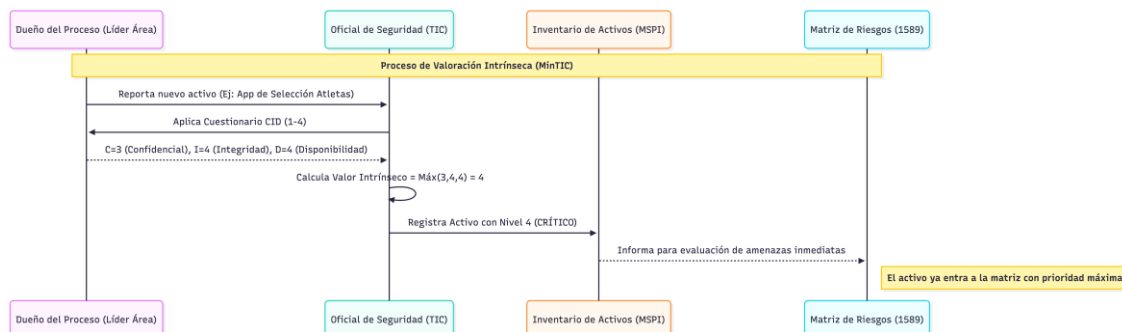 Dueño del Proceso (Líder Área)
Oficial de Seguridad (TIC)
Inventario de Activos (MSPI)
Matriz de Riesgos (1589)
Proceso de Valoración Intrínseca (MinTIC)
Reporta nuevo activo (Ej: App de Selección Atletas)
Aplica Cuestionario CID (1-4)
C=3 (Confidencial), I=4 (Integridad), D=4 (Disponibilidad)
Calcula Valor Intrínseco = Máx(3,4,4) = 4
Registra Activo con Nivel 4 (CRÍTICO)
Informa para evaluación de amenazas inmediatas
El activo ya entra a la matriz con prioridad máxima
Dueño del Proceso (Líder Área)
Oficial de Seguridad (TIC)
Inventario de Activos (MSPI)
Matriz de Riesgos (1589)